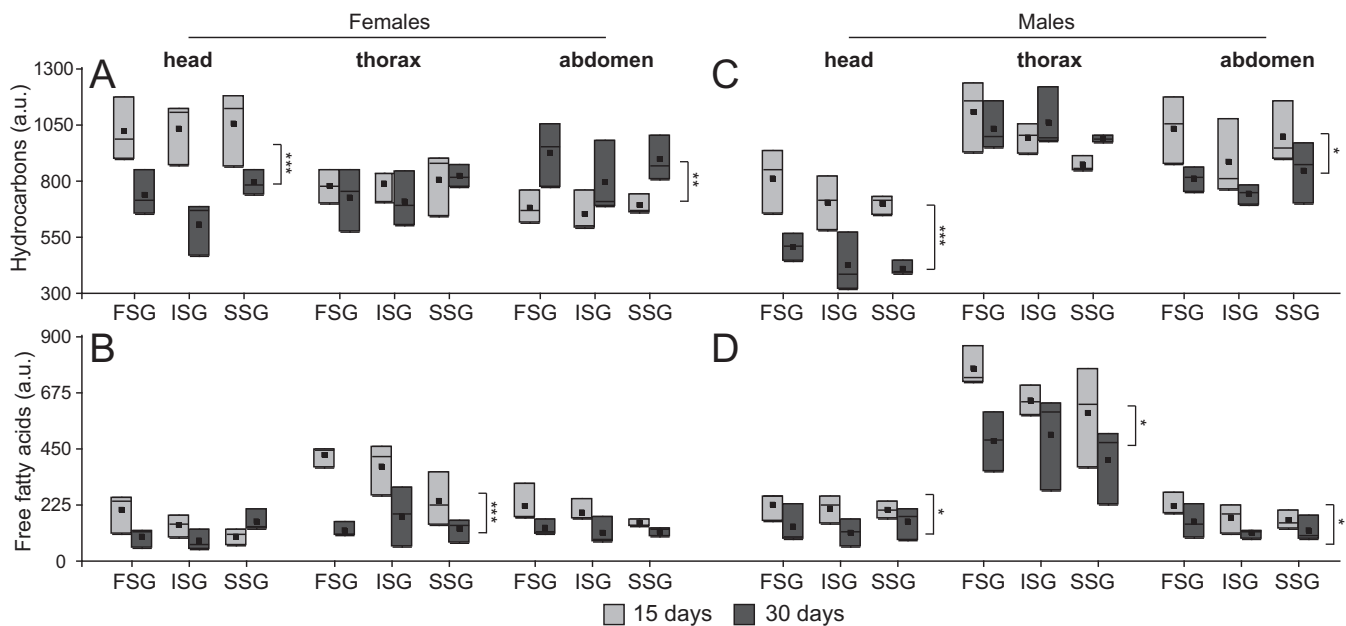 Females
Males
A
head
thorax
abdomen
C
head
thorax
abdomen
Hydrocarbons (a.u.)
1300
1050
800
550
300
***
**
***
*
FSG ISG SSG FSG ISG SSG FSG ISG SSG
FSG ISG SSG FSG ISG SSG FSG ISG SSG
B
D
Free fatty acids (a.u.)
900
675
450
225
0
***
*
*
*
FSG ISG SSG FSG ISG SSG FSG ISG SSG
FSG ISG SSG FSG ISG SSG FSG ISG SSG
15 days 30 days